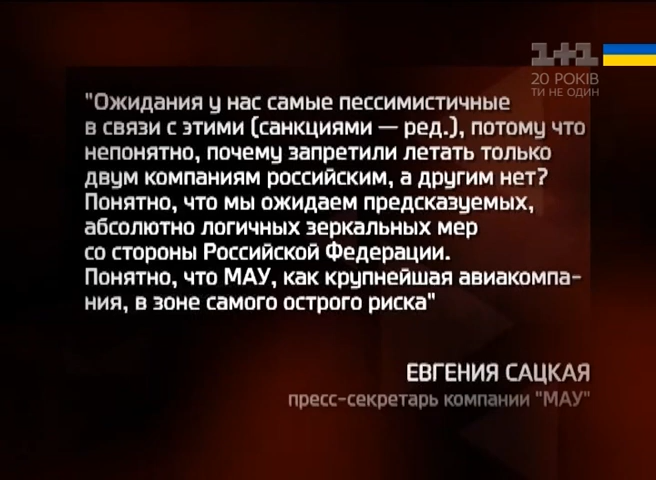 1+1
20 РОКІВ
ТИ НЕ ОДИН
"Ожидания у нас самые пессимистичные
в связи с этими (санкциями — ред.), потому что
непонятно, почему запретили летать только
двум компаниям российским, а другим нет?
Понятно, что мы ожидаем предсказуемых,
абсолютно логичных зеркальных мер
со стороны Российской Федерации.
Понятно, что МАУ, как крупнейшая авиакомпа-
ния, в зоне самого острого риска"
ЕВГЕНИЯ САЦКАЯ
пресс-секретарь компании "МАУ"